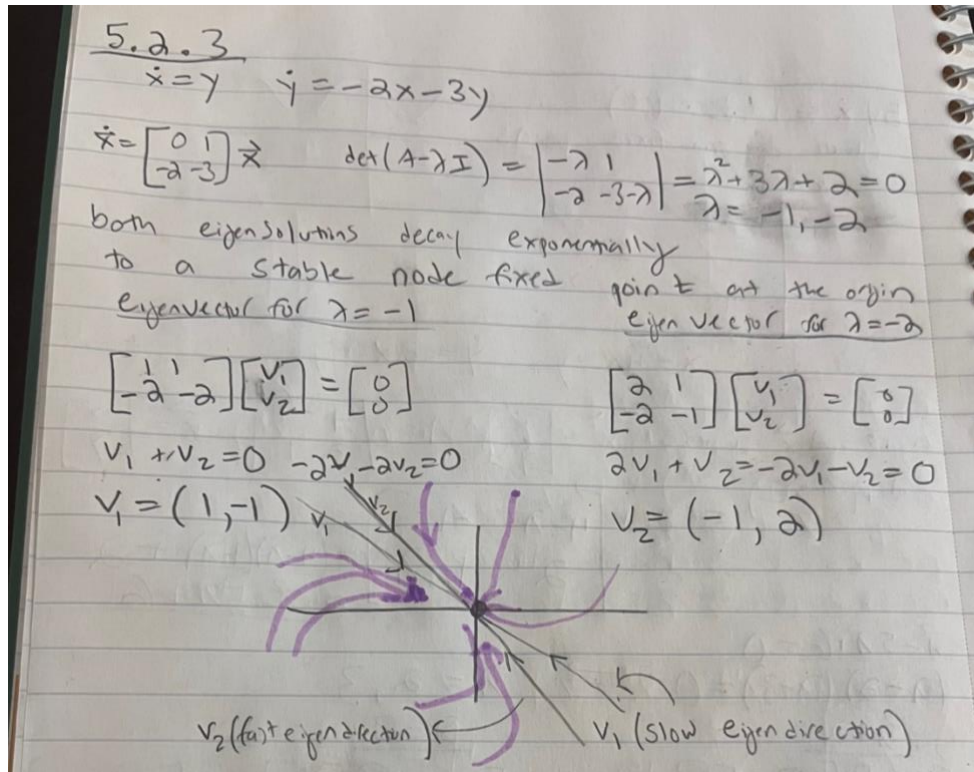 5.2.3
ẋ=y ẏ=-2x-3y
ẋ=[0 1; -2 -3]x⃗ det(A-λI) = |-λ 1; -2 -3-λ| = λ²+3λ+2=0
λ= -1,-2
both eigensolutins decay exponentially
to a stable node fixed point at the orgin
eigenvector for λ=-1
[1 1; -2 -2][v₁; v₂]=[0; 0]
v₁+v₂=0 -2v₁-2v₂=0
V₁=(1,-1)
eigen vector for λ=-2
[2 1; -2 -1][v₁; v₂]=[0; 0]
2v₁+v₂=-2v₁-v₂=0
V₂=(-1,2)
V₁
V₂
V₂(fast eigendirection)
V₁(slow eigendirection)